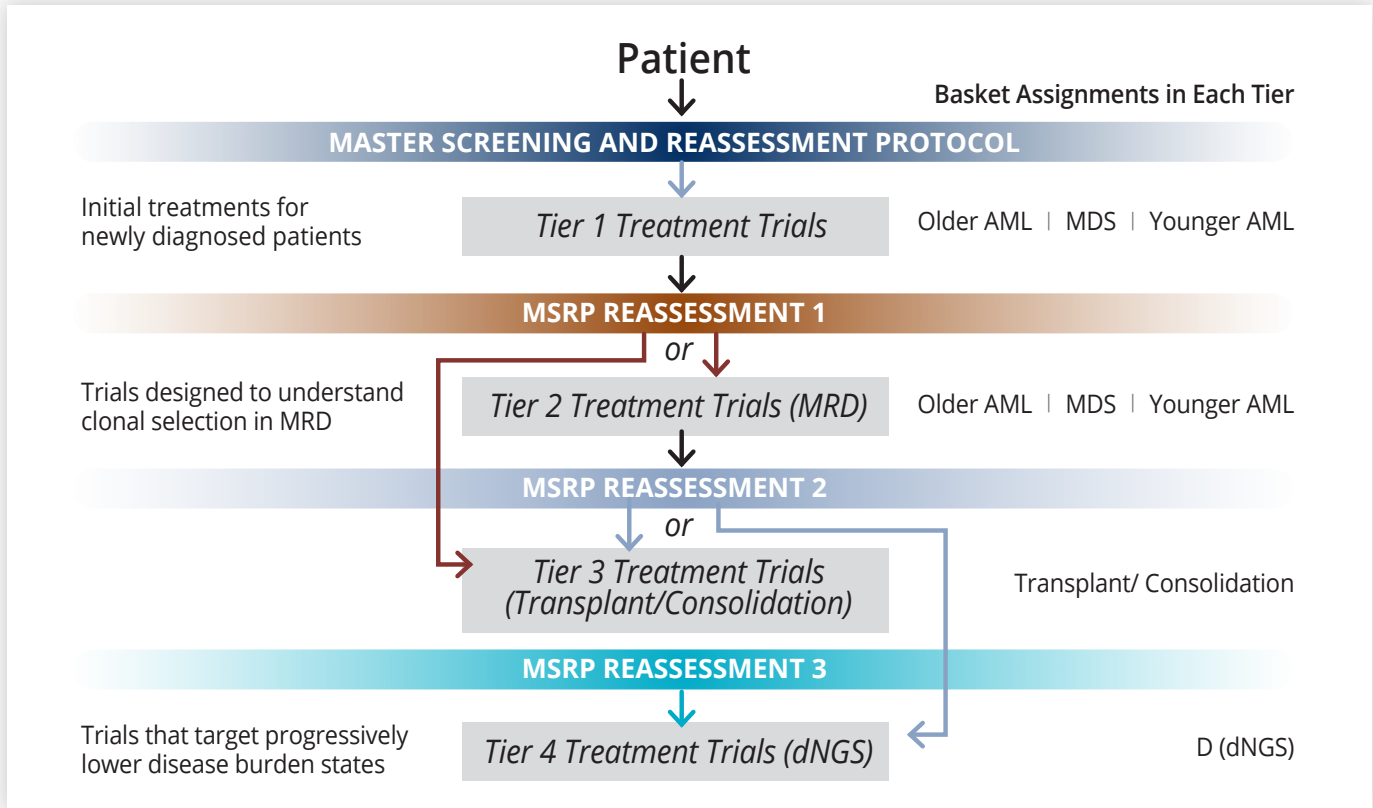 Patient
Basket Assignments in Each Tier
MASTER SCREENING AND REASSESSMENT PROTOCOL
Initial treatments for
newly diagnosed patients
Tier 1 Treatment Trials
Older AML | MDS | Younger AML
MSRP REASSESSMENT 1
or
Trials designed to understand
clonal selection in MRD
Tier 2 Treatment Trials (MRD)
Older AML | MDS | Younger AML
MSRP REASSESSMENT 2
or
Tier 3 Treatment Trials
(Transplant/Consolidation)
Transplant/ Consolidation
MSRP REASSESSMENT 3
Trials that target progressively
lower disease burden states
Tier 4 Treatment Trials (dNGS)
D (dNGS)